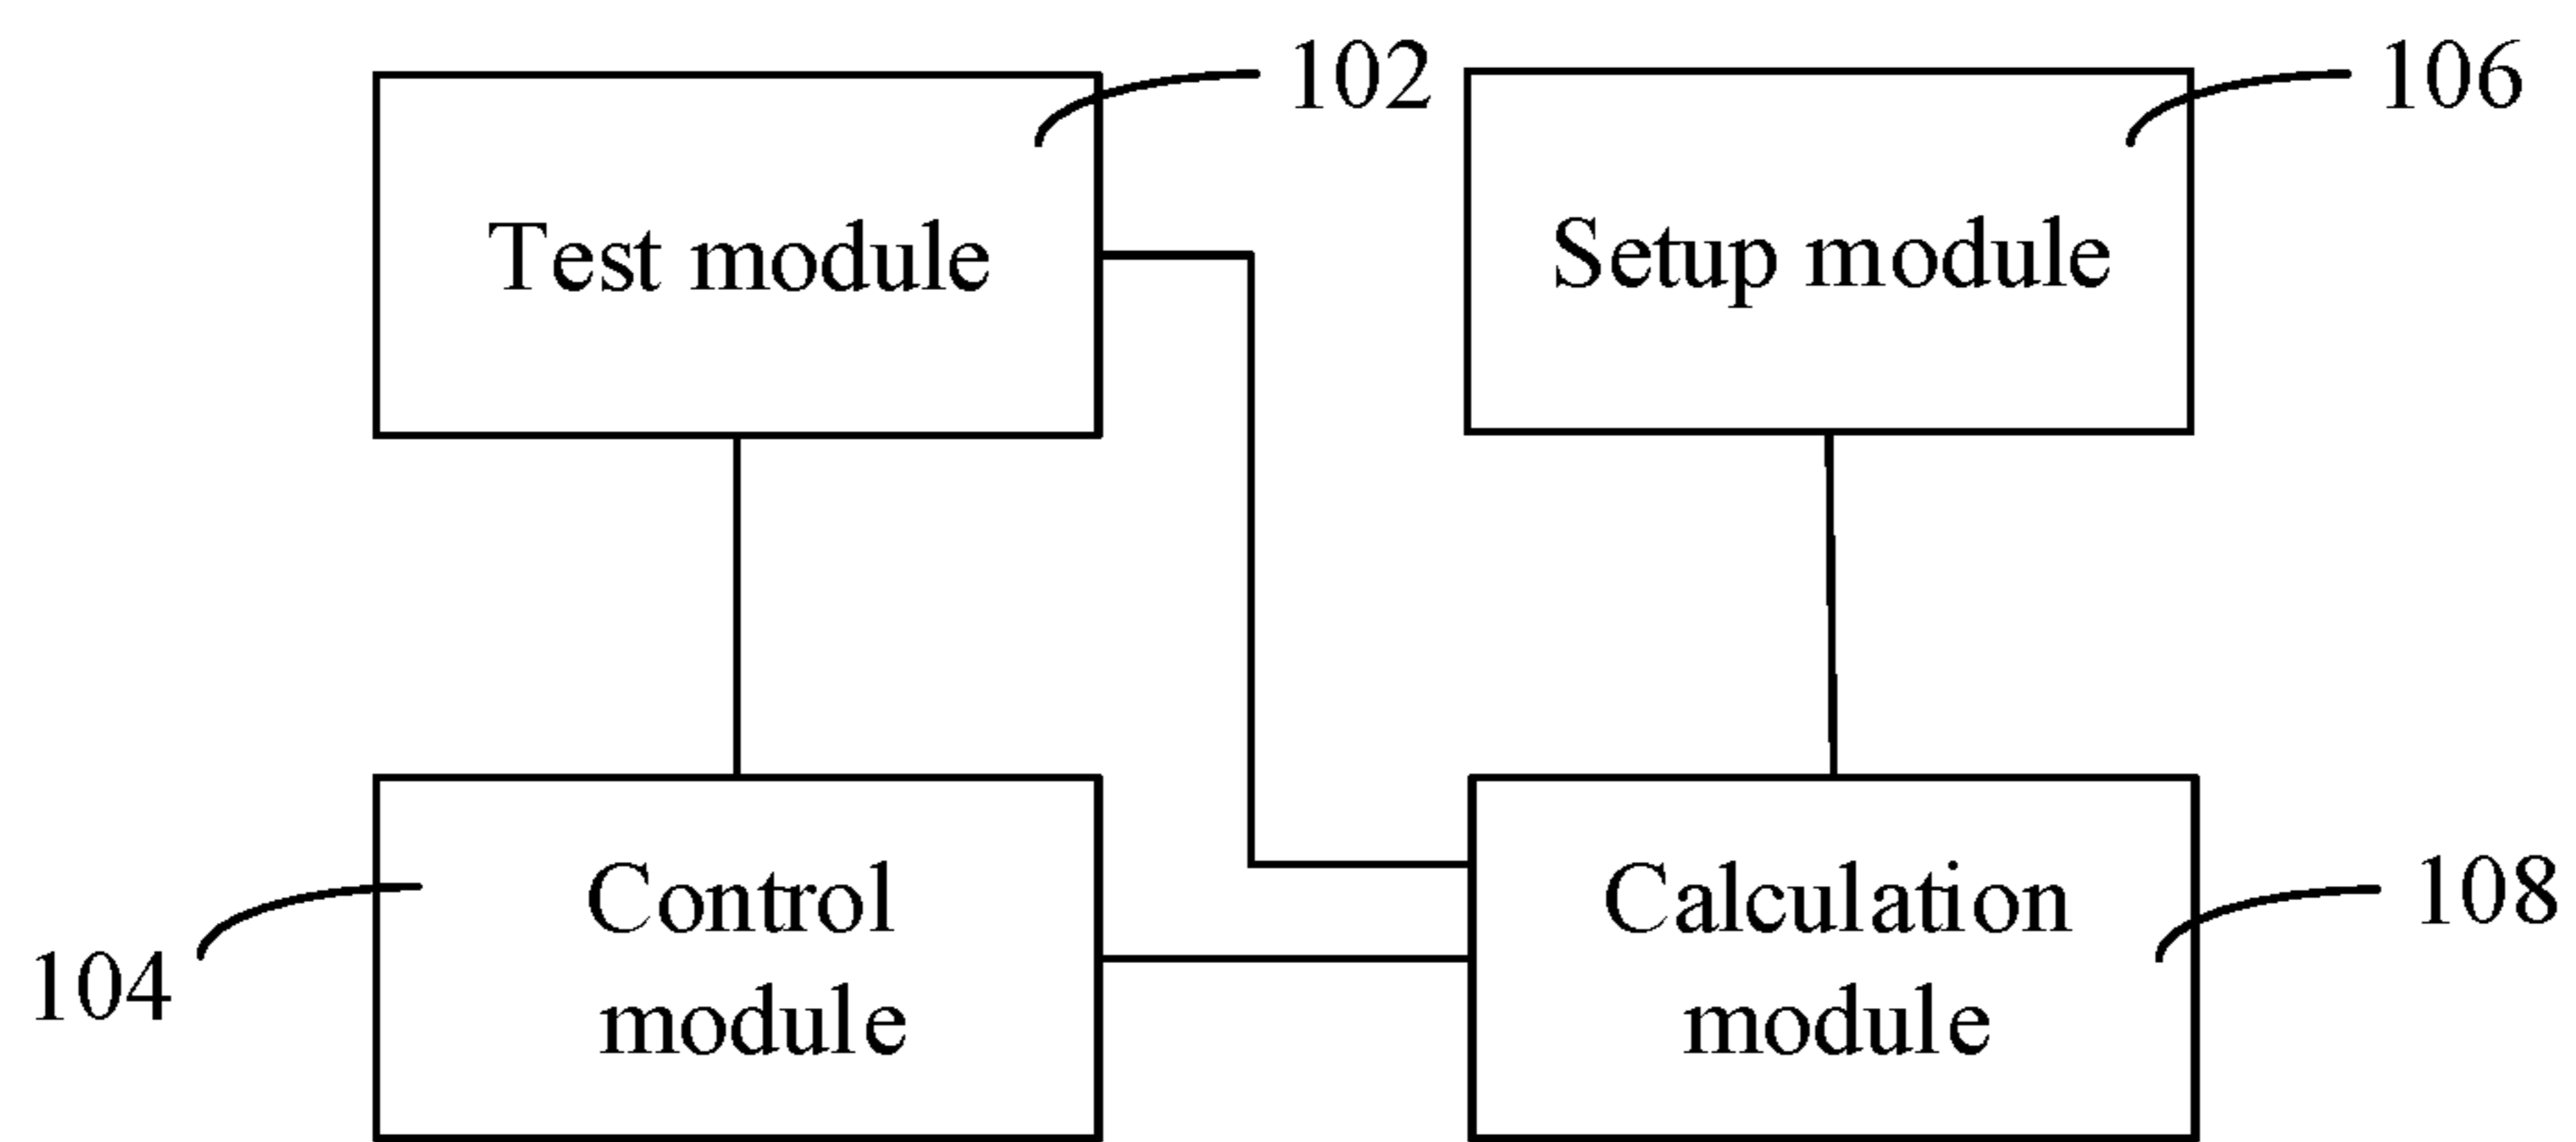 102
106
Test module
Setup module
Control
module
Calculation
module
104
108